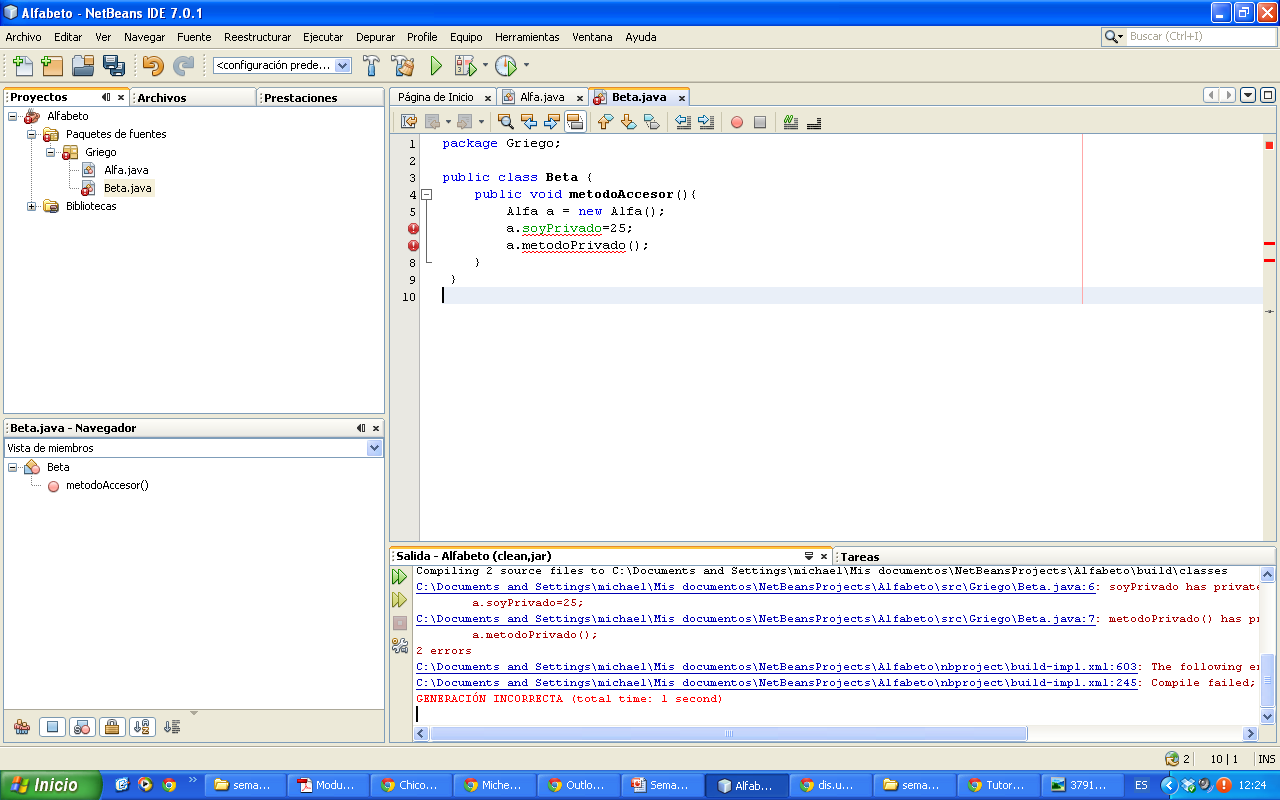 Alfabeto - NetBeans IDE 7.0.1
Archivo Editar Ver Navegar Fuente Reestructurar Ejecutar Depurar Profile Equipo Herramientas Ventana Ayuda
Buscar (Ctrl+I)
<configuración prede...
Proyectos Archivos Prestaciones
Alfabeto
Paquetes de fuentes
Griego
Alfa.java
Beta.java
Bibliotecas
Beta.java - Navegador
Vista de miembros
Beta
metodoAccesor()
Página de Inicio Alfa.java Beta.java
1 package Griego;
2
3 public class Beta {
4 public void metodoAccesor(){
5 Alfa a = new Alfa();
a.soyPrivado=25;
a.metodoPrivado();
8 }
9 }
10
Salida - Alfabeto (clean,jar) Tareas
Compiling 2 source files to C:\Documents and Settings\michael\Mis documentos\NetBeansProjects\Alfabeto\build\classes
C:\Documents and Settings\michael\Mis documentos\NetBeansProjects\Alfabeto\src\Griego\Beta.java:6: soyPrivado has private
a.soyPrivado=25;
C:\Documents and Settings\michael\Mis documentos\NetBeansProjects\Alfabeto\src\Griego\Beta.java:7: metodoPrivado() has pr
a.metodoPrivado();
2 errors
C:\Documents and Settings\michael\Mis documentos\NetBeansProjects\Alfabeto\nbproject\build-impl.xml:603: The following er
C:\Documents and Settings\michael\Mis documentos\NetBeansProjects\Alfabeto\nbproject\build-impl.xml:245: Compile failed;
GENERACIÓN INCORRECTA (total time: 1 second)
2 10 | 1 INS
Inicio sema... Modu... Chico... Miche... Outlo... Sema... Alfab... dis.u... sema... Tutor... 3791... ES 12:24